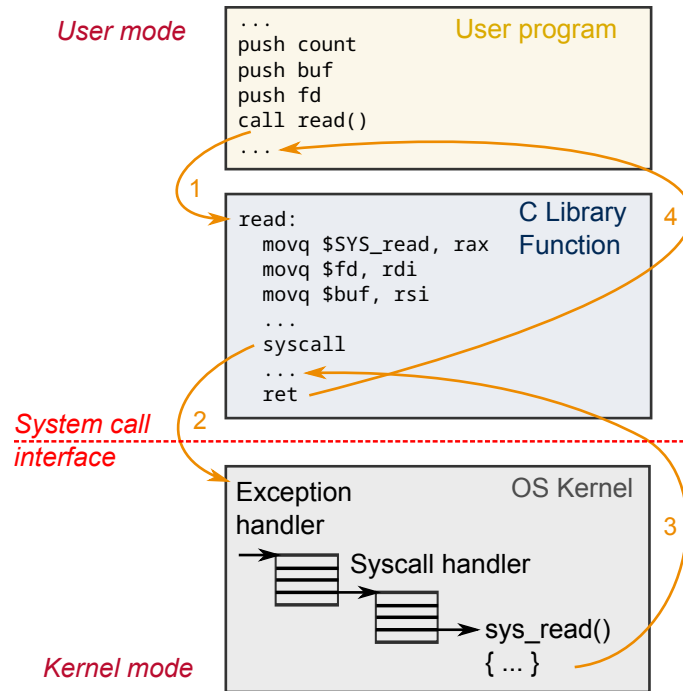 User mode
...
push count
push buf
push fd
call read()
...
User program
1
4
read:
movq $SYS_read, rax
movq $fd, rdi
movq $buf, rsi
...
syscall
...
ret
C Library
Function
2
System call
interface
OS Kernel
Exception
handler
3
Syscall handler
sys_read()
{ ... }
Kernel mode